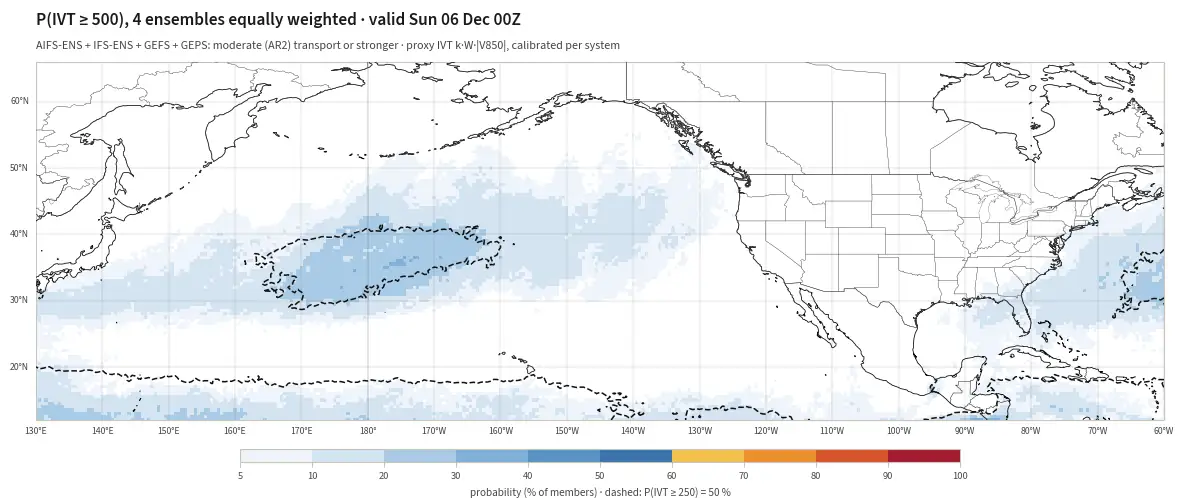 P(IVT ≥ 500), 4 ensembles equally weighted · valid Sun 06 Dec 00Z
AIFS-ENS + IFS-ENS + GEFS + GEPS: moderate (AR2) transport or stronger · proxy IVT k·W·|V850|, calibrated per system
60°N
50°N
40°N
30°N
20°N
130°E 140°E 150°E 160°E 170°E 180° 170°W 160°W 150°W 140°W 130°W 120°W 110°W 100°W 90°W 80°W 70°W 60°W
5 10 20 30 40 50 60 70 80 90 100
probability (% of members) · dashed: P(IVT ≥ 250) = 50 %